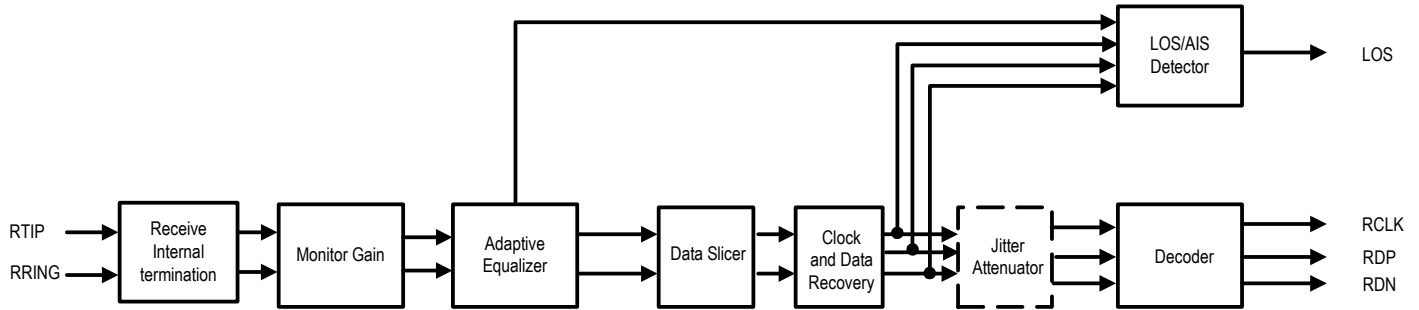 LOS/AIS
Detector
LOS
RTIP
RRING
Receive
Internal
termination
Monitor Gain
Adaptive
Equalizer
Data Slicer
Clock
and Data
Recovery
Jitter
Attenuator
Decoder
RCLK
RDP
RDN